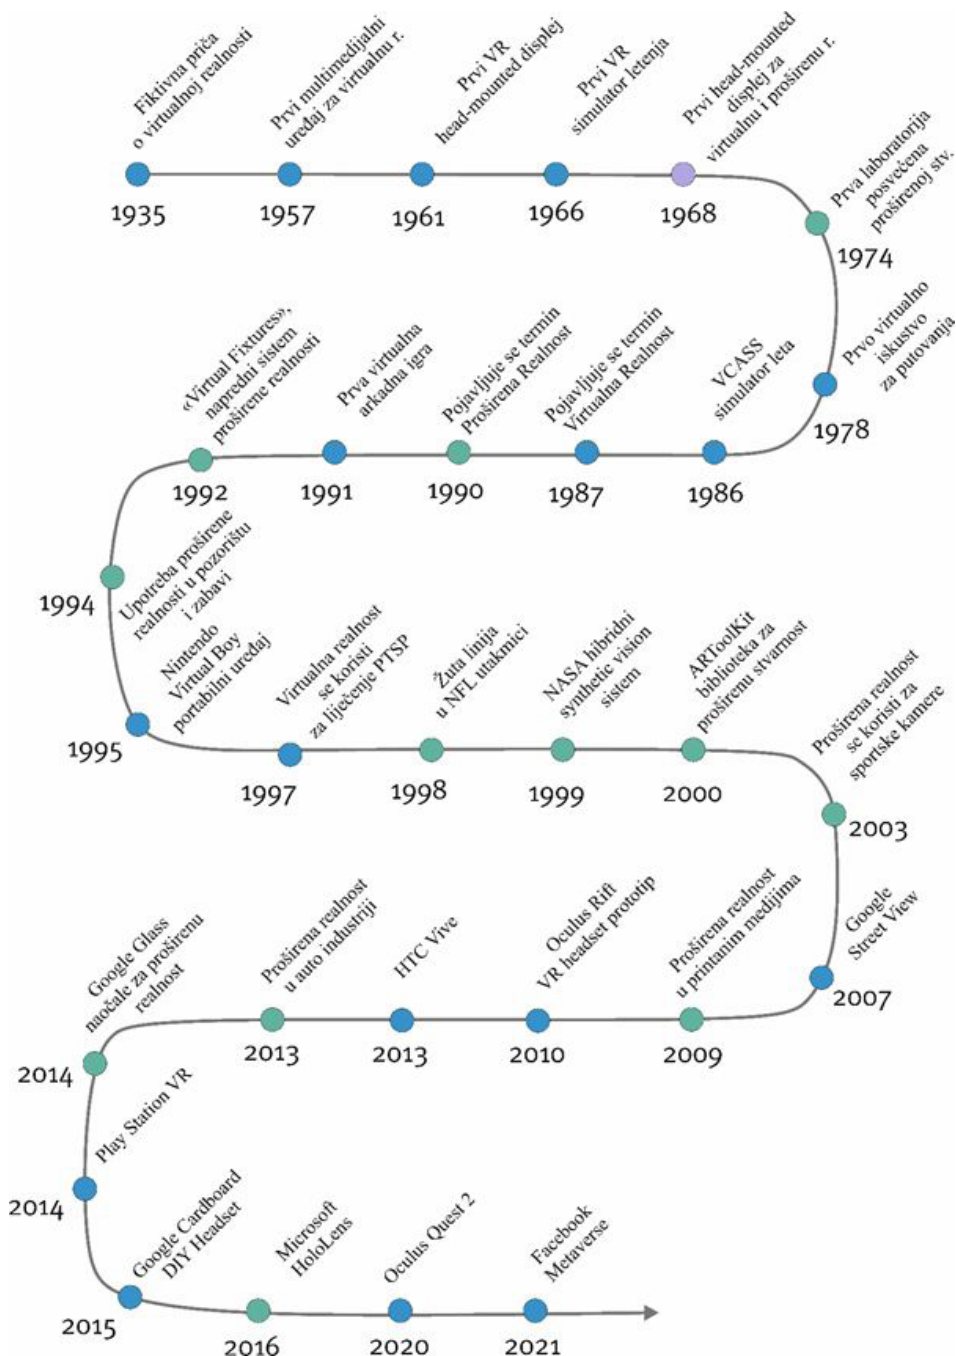 Fiktivna priča
o virtualnoj realnosti
1935
Prvi multimedijalni
uređaj za virtualnu r.
1957
Prvi VR
head-mounted displej
1961
Prvi VR
simulator letenja
1966
Prvi head-mounted
displej za
virtualnu i proširenu r.
1968
Prva laboratorija
posvećena
proširenoj stv.
1974
Prvo virtualno
iskustvo
za putovanja
1978
VCASS
simulator leta
1986
Pojavljuje se termin
Virtualna Realnost
1987
Pojavljuje se termin
Proširena Realnost
1990
Prva virtualna
arkadna igra
1991
«Virtual Fixtures»,
napredni sistem
proširene realnosti
1992
Upotreba proširene
realnosti u pozorištu
i zabavi
1994
Nintendo
Virtual Boy
portabilni uređaj
1995
Virtualna realnost
se koristi
za liječenje PTSP
1997
Žuta linija
u NFL utakmici
1998
NASA hibridni
synthetic vision
sistem
1999
ARToolKit
biblioteka za
proširenu stvarnost
2000
Proširena realnost
se koristi za
sportske kamere
2003
Google
Street View
2007
Proširena realnost
u printanim medijima
2009
Oculus Rift
VR headset prototip
2010
HTC Vive
2013
Proširena realnost
u auto industriji
2013
Google Glass
naočale za proširenu
realnost
2014
Play Station VR
2014
Google Cardboard
DIY Headset
2015
Microsoft
HoloLens
2016
Oculus Quest 2
2020
Facebook
Metaverse
2021